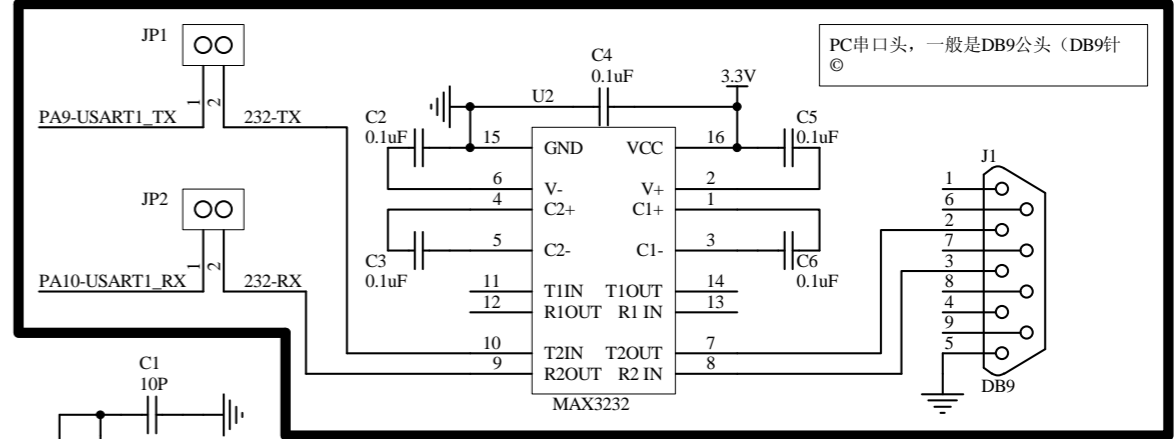 JP1
PA9-USART1_TX
1
2
232-TX
JP2
PA10-USART1_RX
1
2
232-RX
C1
10P
C4
0.1uF
3.3V
U2
C2
0.1uF
C5
0.1uF
15
GND
VCC
16
6
V-
V+
2
4
C2+
C1+
1
5
C2-
C1-
3
C3
0.1uF
C6
0.1uF
11
T1IN
T1OUT
14
12
R1OUT
R1 IN
13
10
T2IN
T2OUT
7
9
R2OUT
R2 IN
8
MAX3232
PC串口头，一般是DB9公头（DB9针
©
J1
1
6
2
7
3
8
4
9
5
DB9